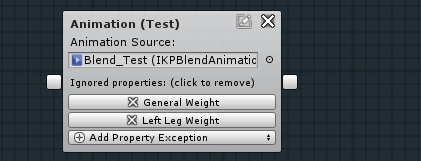 Animation (Test)
Animation Source:
Blend_Test (IKPBlendAnimatic
Ignored properties: (click to remove)
General Weight
Left Leg Weight
Add Property Exception